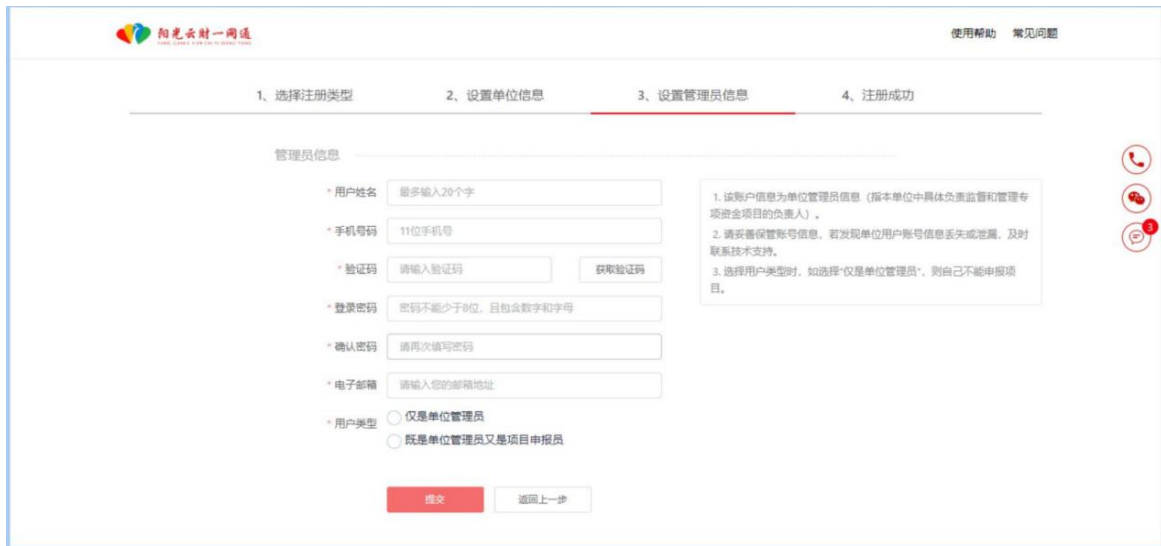 阳光云财一网通
YANG GUANG YUN CAI YI WANG TONG
使用帮助 常见问题
1、选择注册类型 2、设置单位信息 3、设置管理员信息 4、注册成功
管理员信息
* 用户姓名 最多输入20个字
* 手机号码 11位手机号
* 验证码 请输入验证码 获取验证码
* 登录密码 密码不能少于8位，且包含数字和字母
* 确认密码 请再次填写密码
* 电子邮箱 请输入您的邮箱地址
* 用户类型 仅是单位管理员
既是单位管理员又是项目申报员
提交 返回上一步
1. 该账户信息为单位管理员信息（指本单位中具体负责监督和管理专
项资金项目的负责人）。
2. 请妥善保管账号信息，若发现单位用户账号信息丢失或泄漏，及时
联系技术支持。
3. 选择用户类型时，如选择“仅是单位管理员”，则自己不能申报项
目。
3